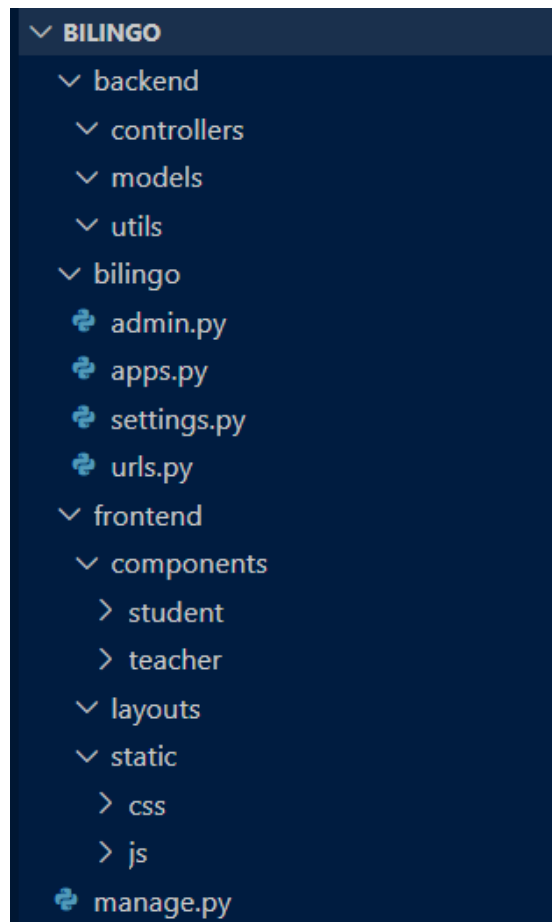 BILINGO
backend
controllers
models
utils
bilingo
admin.py
apps.py
settings.py
urls.py
frontend
components
student
teacher
layouts
static
css
js
manage.py